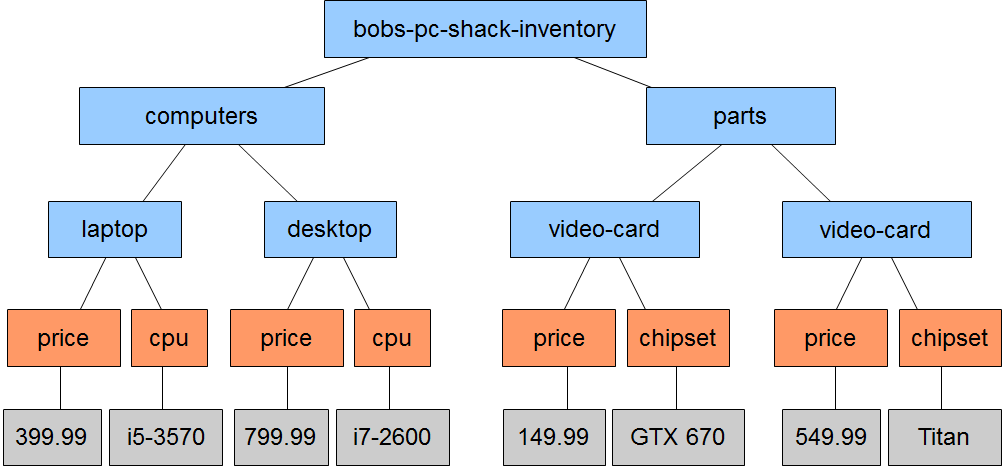 bobs-pc-shack-inventory
computers
parts
laptop
desktop
video-card
video-card
price
cpu
price
cpu
price
chipset
price
chipset
399.99
i5-3570
799.99
i7-2600
149.99
GTX 670
549.99
Titan